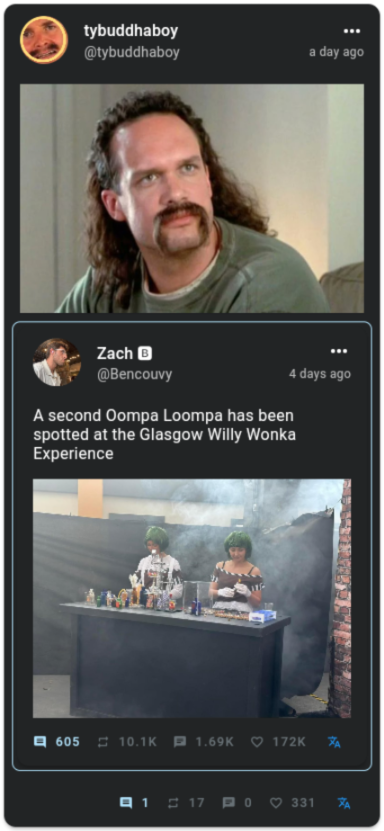 tybuddhaboy
@tybuddhaboy
a day ago
Zach B
@Bencouvy
4 days ago
A second Oompa Loompa has been
spotted at the Glasgow Willy Wonka
Experience
605 10.1K 1.69K 172K
1 17 0 331